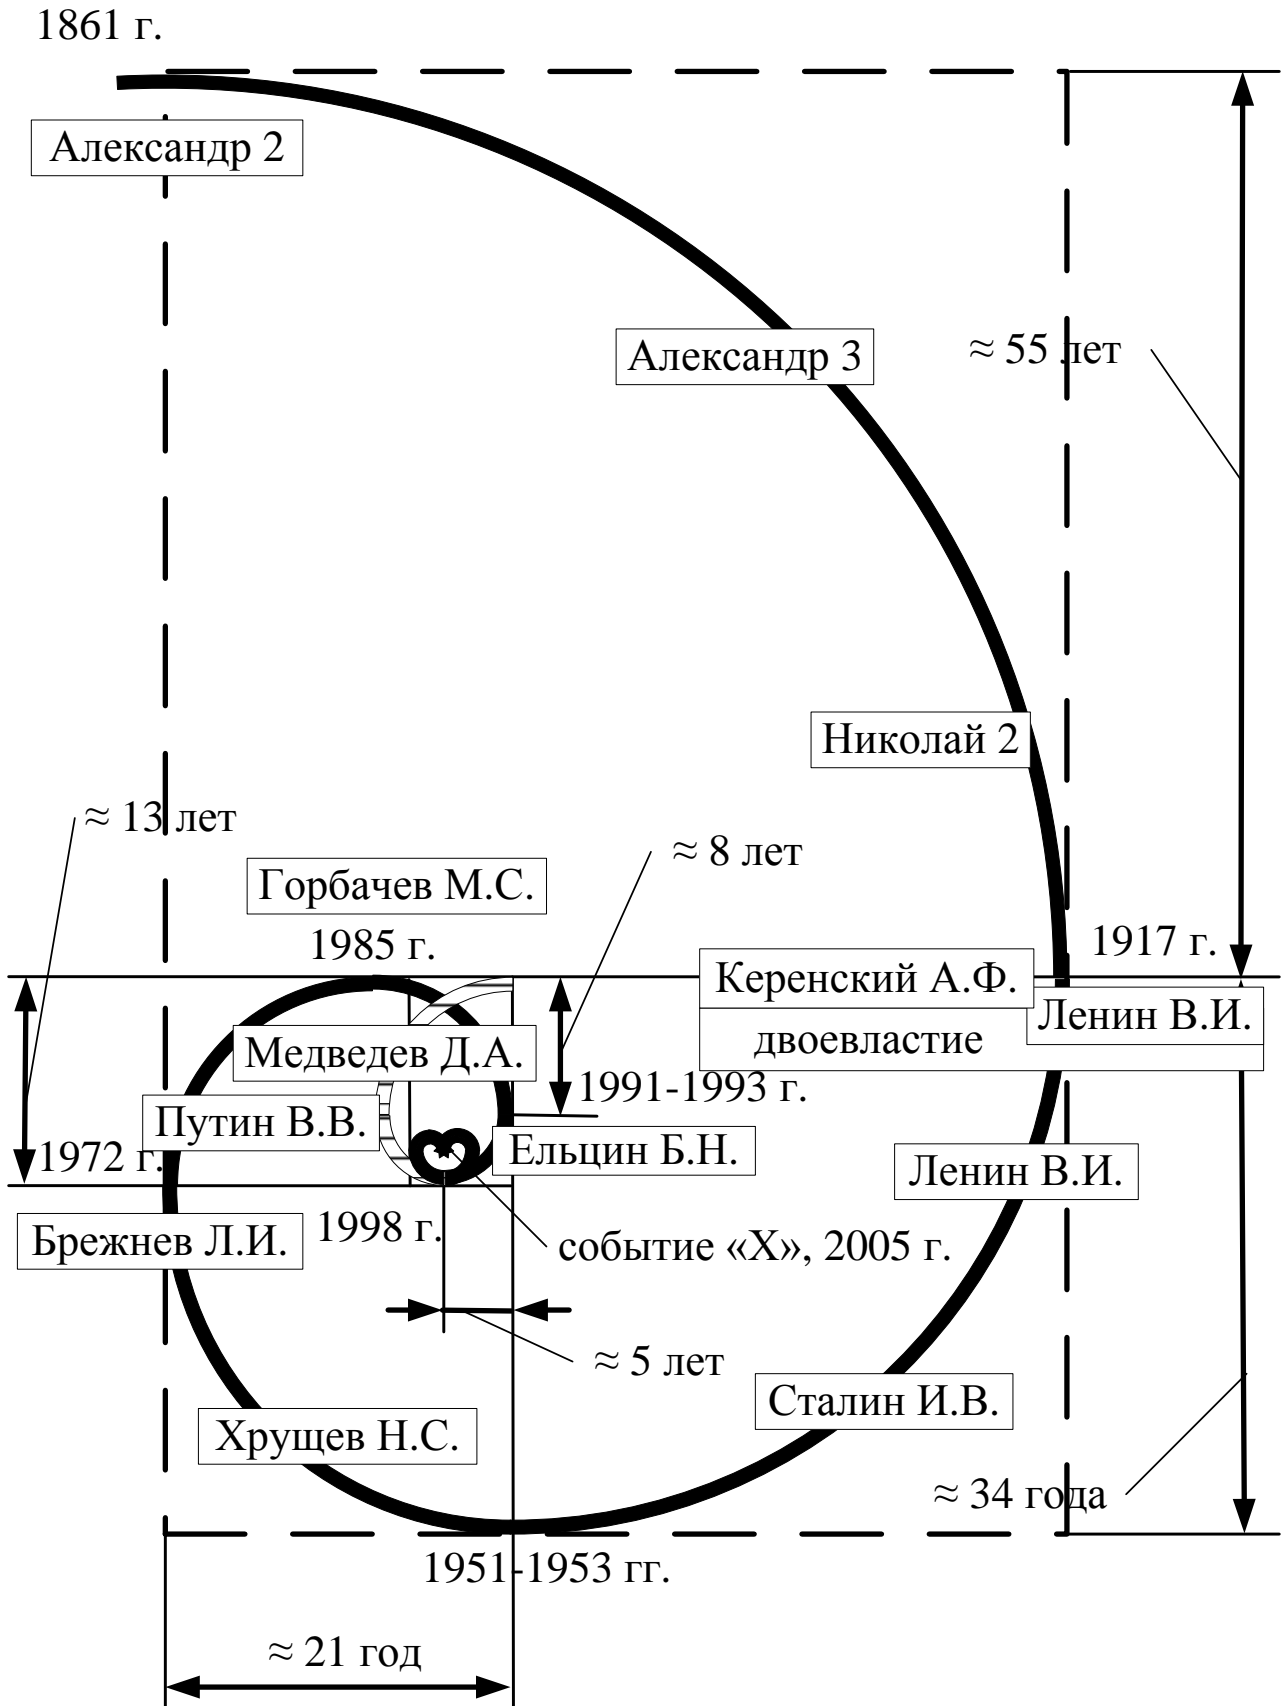 1861 г.
Александр 2
Александр 3
≈ 55 лет
Николай 2
≈ 13 лет
≈ 8 лет
Горбачев М.С.
1985 г.
1917 г.
Керенский А.Ф.
Ленин В.И.
двоевластие
Медведев Д.А.
1991-1993 г.
Путин В.В.
1972 г.
Ельцин Б.Н.
Ленин В.И.
Брежнев Л.И.
1998 г.
событие «Х», 2005 г.
≈ 5 лет
Сталин И.В.
Хрущев Н.С.
≈ 34 года
1951-1953 гг.
≈ 21 год